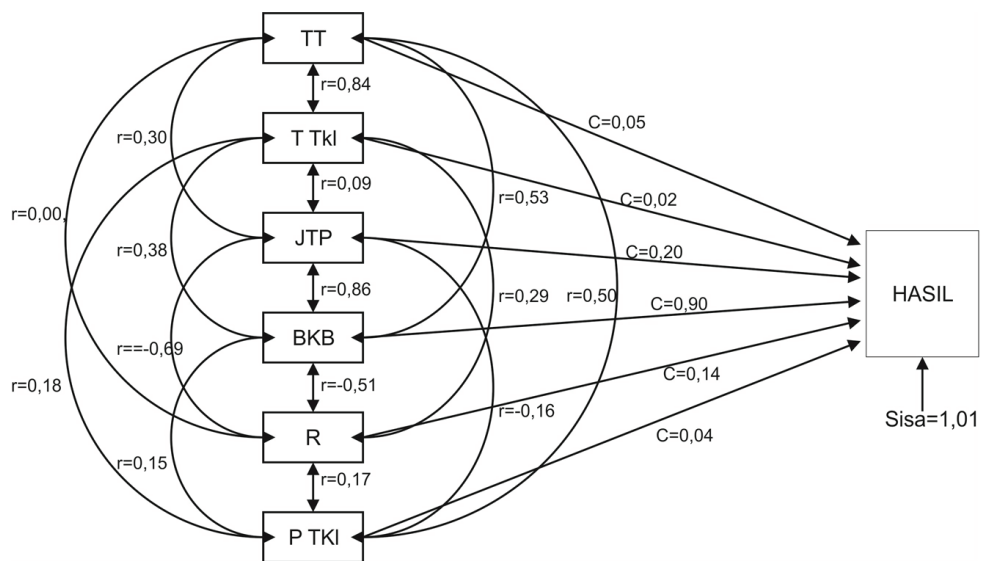 TT
r=0,84
C=0,05
r=0,30
T Tkl
r=0,09
r=0,53
C=0,02
r=0,00,
r=0,38
JTP
C=0,20
r=0,86
r=0,29
r=0,50
C=0,90
HASIL
BKB
r==-0,69
r=-0,51
C=0,14
r=0,18
r=-0,16
Sisa=1,01
R
C=0,04
r=0,15
r=0,17
P TKl